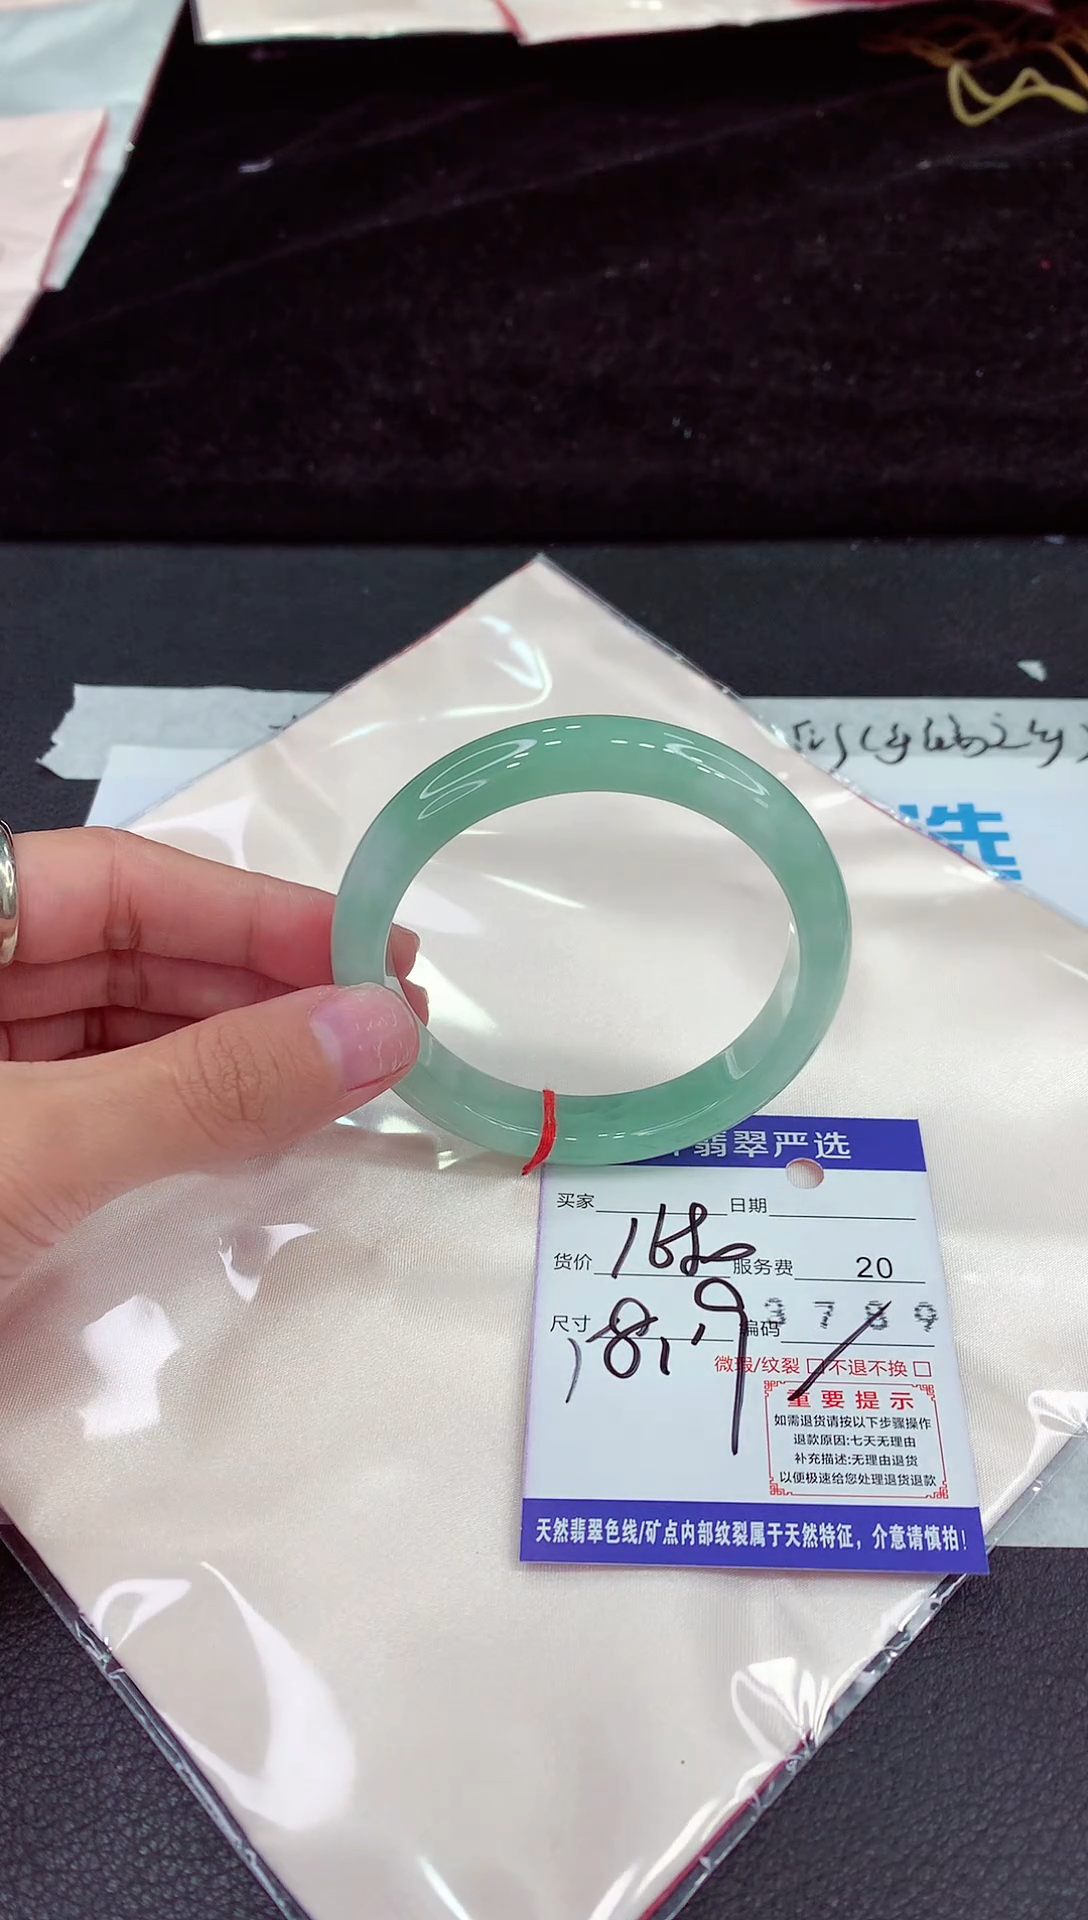 选
翡翠严选
买家 日期
货价 服务费 20
尺寸 编码 3789
微瑕/纹裂 □不退不换 □
重要提示
如需退货请按以下步骤操作
退款原因:七天无理由
补充描述:无理由退货
以便极速给您处理退货退款
天然翡翠色线/矿点内部纹裂属于天然特征，介意请慎拍！